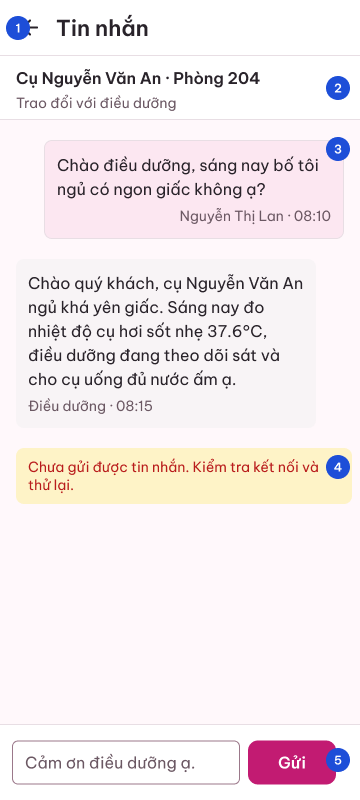 1 Tin nhắn
Cụ Nguyễn Văn An · Phòng 204
2
Trao đổi với điều dưỡng
3
Chào điều dưỡng, sáng nay bố tôi
ngủ có ngon giấc không ạ?
Nguyễn Thị Lan · 08:10
Chào quý khách, cụ Nguyễn Văn An
ngủ khá yên giấc. Sáng nay đo
nhiệt độ cụ hơi sốt nhẹ 37.6°C,
điều dưỡng đang theo dõi sát và
cho cụ uống đủ nước ấm ạ.
Điều dưỡng · 08:15
Chưa gửi được tin nhắn. Kiểm tra kết nối và
thử lại.
4
Cảm ơn điều dưỡng ạ.
Gửi
5